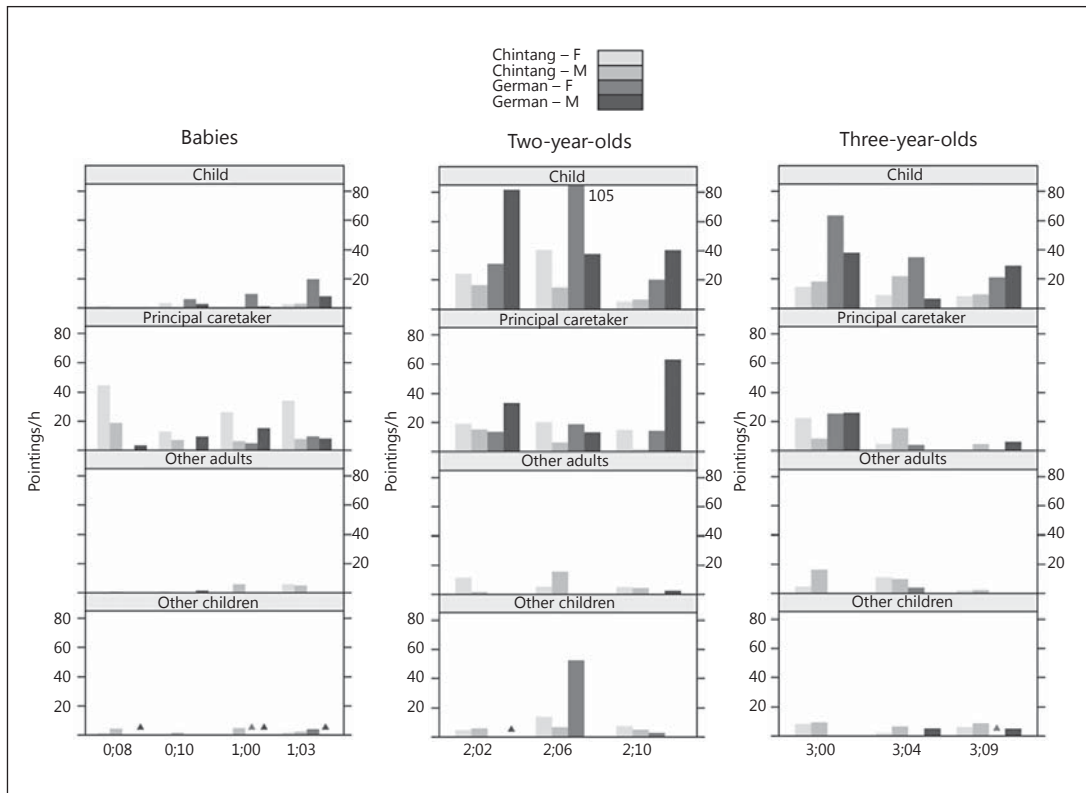 Chintang – F
Chintang – M
German – F
German – M
Babies
Two-year-olds
Three-year-olds
Child
Child
Child
80
60
40
20
105
80
60
40
20
80
60
40
20
Principal caretaker
Principal caretaker
Principal caretaker
80
60
40
20
80
60
40
20
80
60
40
20
Other adults
Other adults
Other adults
80
60
40
20
80
60
40
20
80
60
40
20
Other children
Other children
Other children
80
60
40
20
80
60
40
20
80
60
40
20
Pointings/h
Pointings/h
Pointings/h
0;08 0;10 1;00 1;03
2;02 2;06 2;10
3;00 3;04 3;09